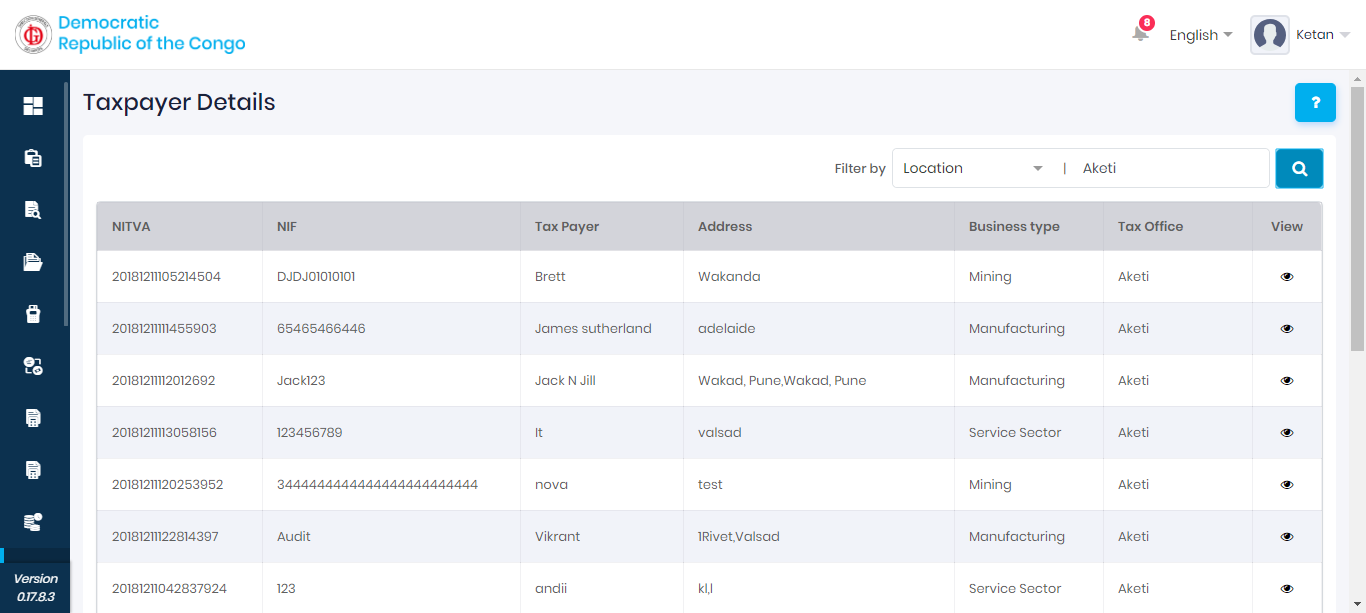 Democratic
Republic of the Congo
8
English
Ketan
Taxpayer Details
?
Filter by Location | Aketi
NITVA NIF Tax Payer Address Business type Tax Office View
20181211105214504 DJDJ01010101 Brett Wakanda Mining Aketi
20181211111455903 65465466446 James sutherland adelaide Manufacturing Aketi
20181211112012692 Jack123 Jack N Jill Wakad, Pune,Wakad, Pune Manufacturing Aketi
20181211113058156 123456789 lt valsad Service Sector Aketi
20181211120253952 nova test Mining Aketi
20181211122814397 Audit Vikrant 1Rivet,Valsad Manufacturing Aketi
20181211042837924 123 andii kl,l Service Sector Aketi
Version
0.17.8.3